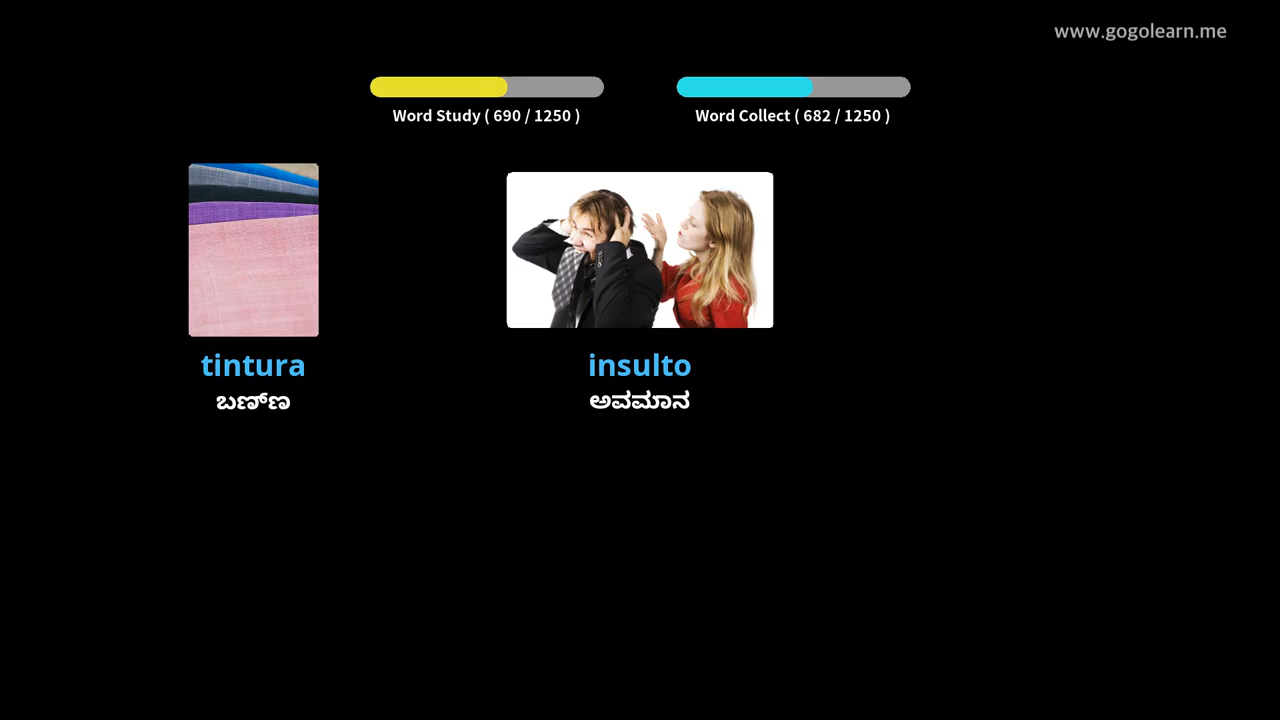 www.gogolearn.me
Word Study ( 690 / 1250 )
Word Collect ( 682 / 1250 )
tintura
ಬಣ್ಣ
insulto
ಅವಮಾನ